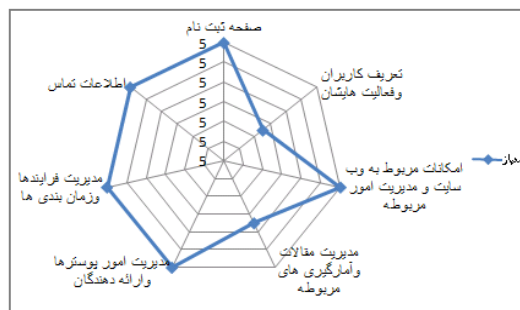 صفحه ثبت نام
تعریف کاربران
وفعالیت هایشان
امکانات مربوط به وب
سایت و مدیریت امور
مربوطه
مدیریت مقالات
وآمارگیری های
مربوطه
مدیریت امور پوسترها
وارائه دهندگان
مدیریت فرایندها
وزمان بندی ها
اطلاعات تماس
5
5
5
5
5
5
5